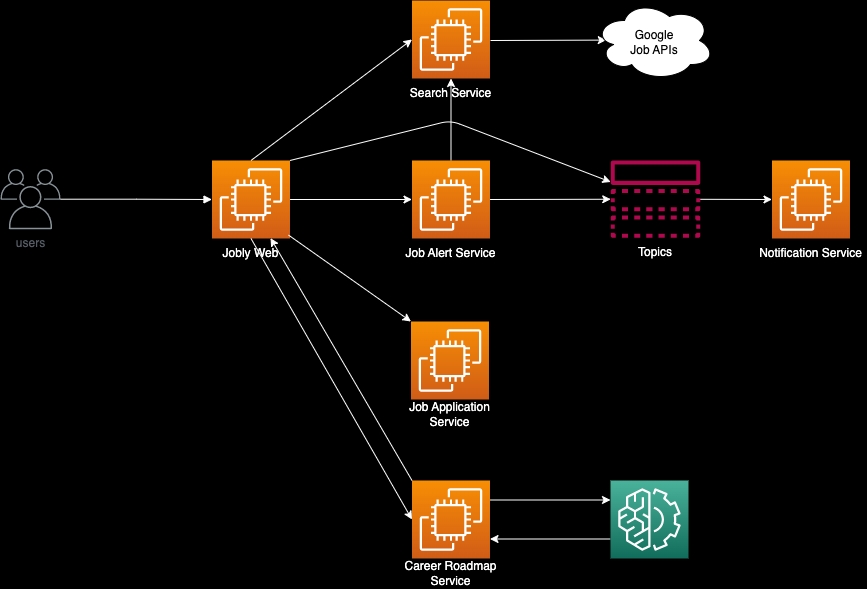 Google
Job APIs
Search Service
users
Jobly Web
Job Alert Service
Topics
Notification Service
Job Application
Service
Career Roadmap
Service